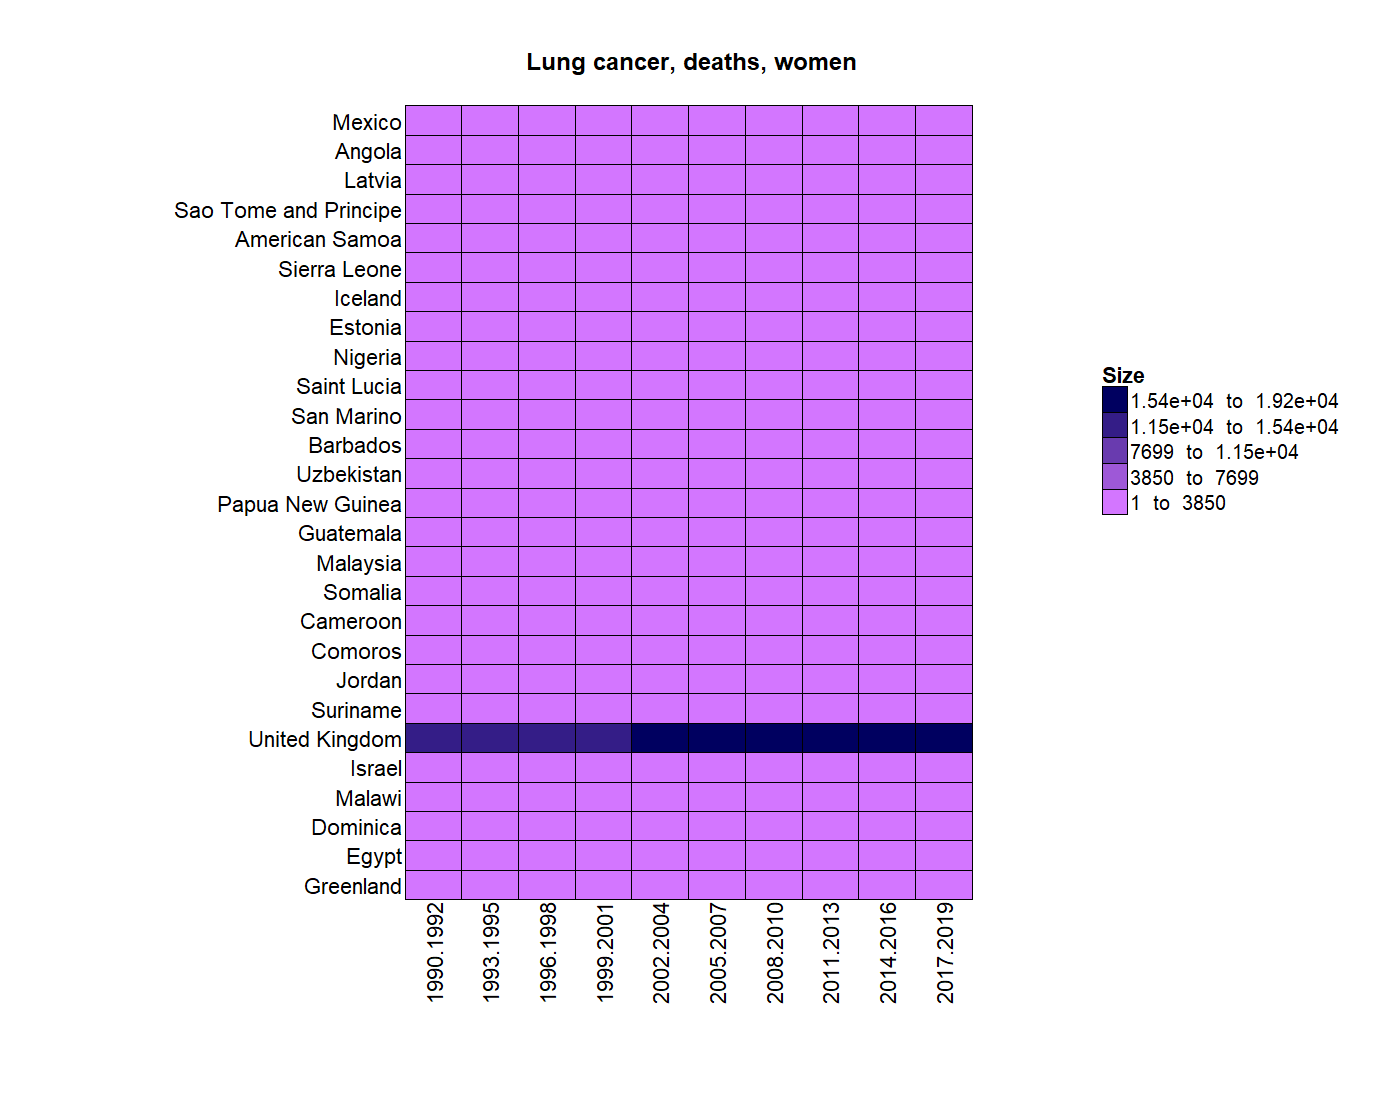 Lung cancer, deaths, women
Mexico
Angola
Latvia
Sao Tome and Principe
American Samoa
Sierra Leone
Iceland
Estonia
Nigeria
Saint Lucia
San Marino
Barbados
Uzbekistan
Papua New Guinea
Guatemala
Malaysia
Somalia
Cameroon
Comoros
Jordan
Suriname
United Kingdom
Israel
Malawi
Dominica
Egypt
Greenland
1990.1992
1993.1995
1996.1998
1999.2001
2002.2004
2005.2007
2008.2010
2011.2013
2014.2016
2017.2019
Size
1.54e+04 to 1.92e+04
1.15e+04 to 1.54e+04
7699 to 1.15e+04
3850 to 7699
1 to 3850